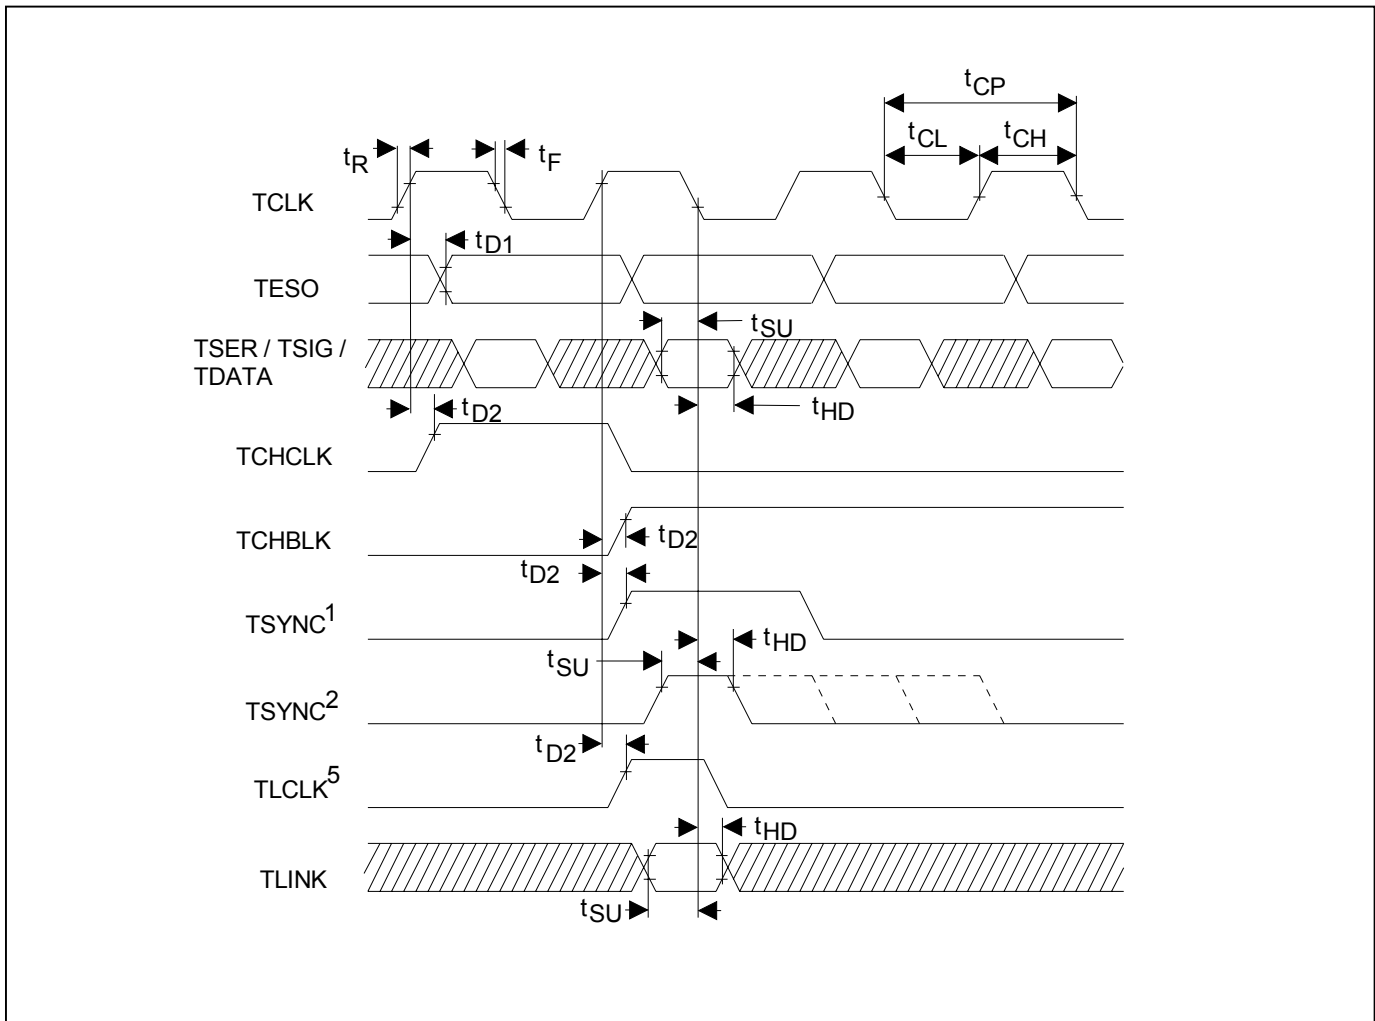 tCP
tCL tCH
tR tF
TCLK
tD1
TESO
tSU
TSER / TSIG /
TDATA
tD2 tHD
TCHCLK
TCHBLK
tD2
tD2
TSYNC1
tHD
tSU
TSYNC2
tD2
TLCLK5
tHD
TLINK
tSU